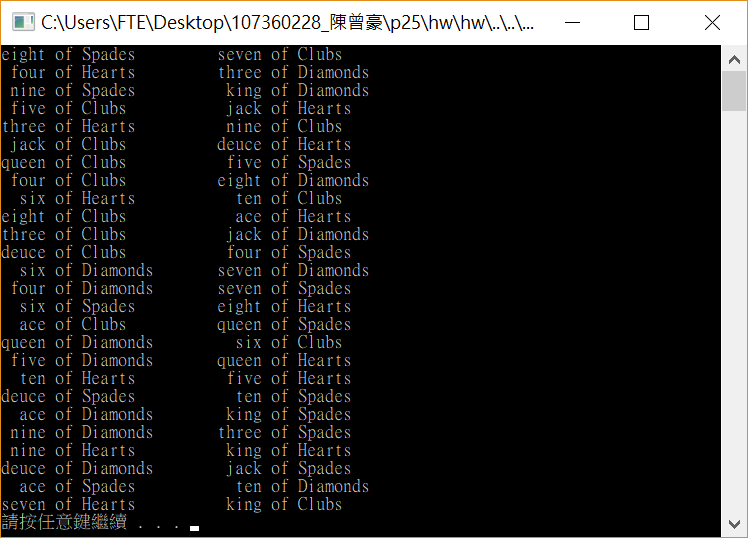 C:\Users\FTE\Desktop\107360228_陳曾豪\p25\hw\hw\..\..\...
eight of Spades seven of Clubs
four of Hearts three of Diamonds
nine of Spades king of Diamonds
five of Clubs jack of Hearts
three of Hearts nine of Clubs
jack of Clubs deuce of Hearts
queen of Clubs five of Spades
four of Clubs eight of Diamonds
six of Hearts ten of Clubs
eight of Clubs ace of Hearts
three of Clubs jack of Diamonds
deuce of Clubs four of Spades
six of Diamonds seven of Diamonds
four of Diamonds seven of Spades
six of Spades eight of Hearts
ace of Clubs queen of Spades
queen of Diamonds six of Clubs
five of Diamonds queen of Hearts
ten of Hearts five of Hearts
deuce of Spades ten of Spades
ace of Diamonds king of Spades
nine of Diamonds three of Spades
nine of Hearts king of Hearts
deuce of Diamonds jack of Spades
ace of Spades ten of Diamonds
seven of Hearts king of Clubs
請按任意鍵繼續 . . .